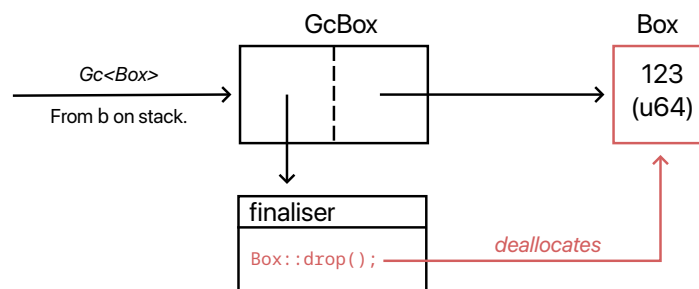 GcBox
Box
Gc<Box>
From b on stack.
123
(u64)
finaliser
Box::drop();
deallocates